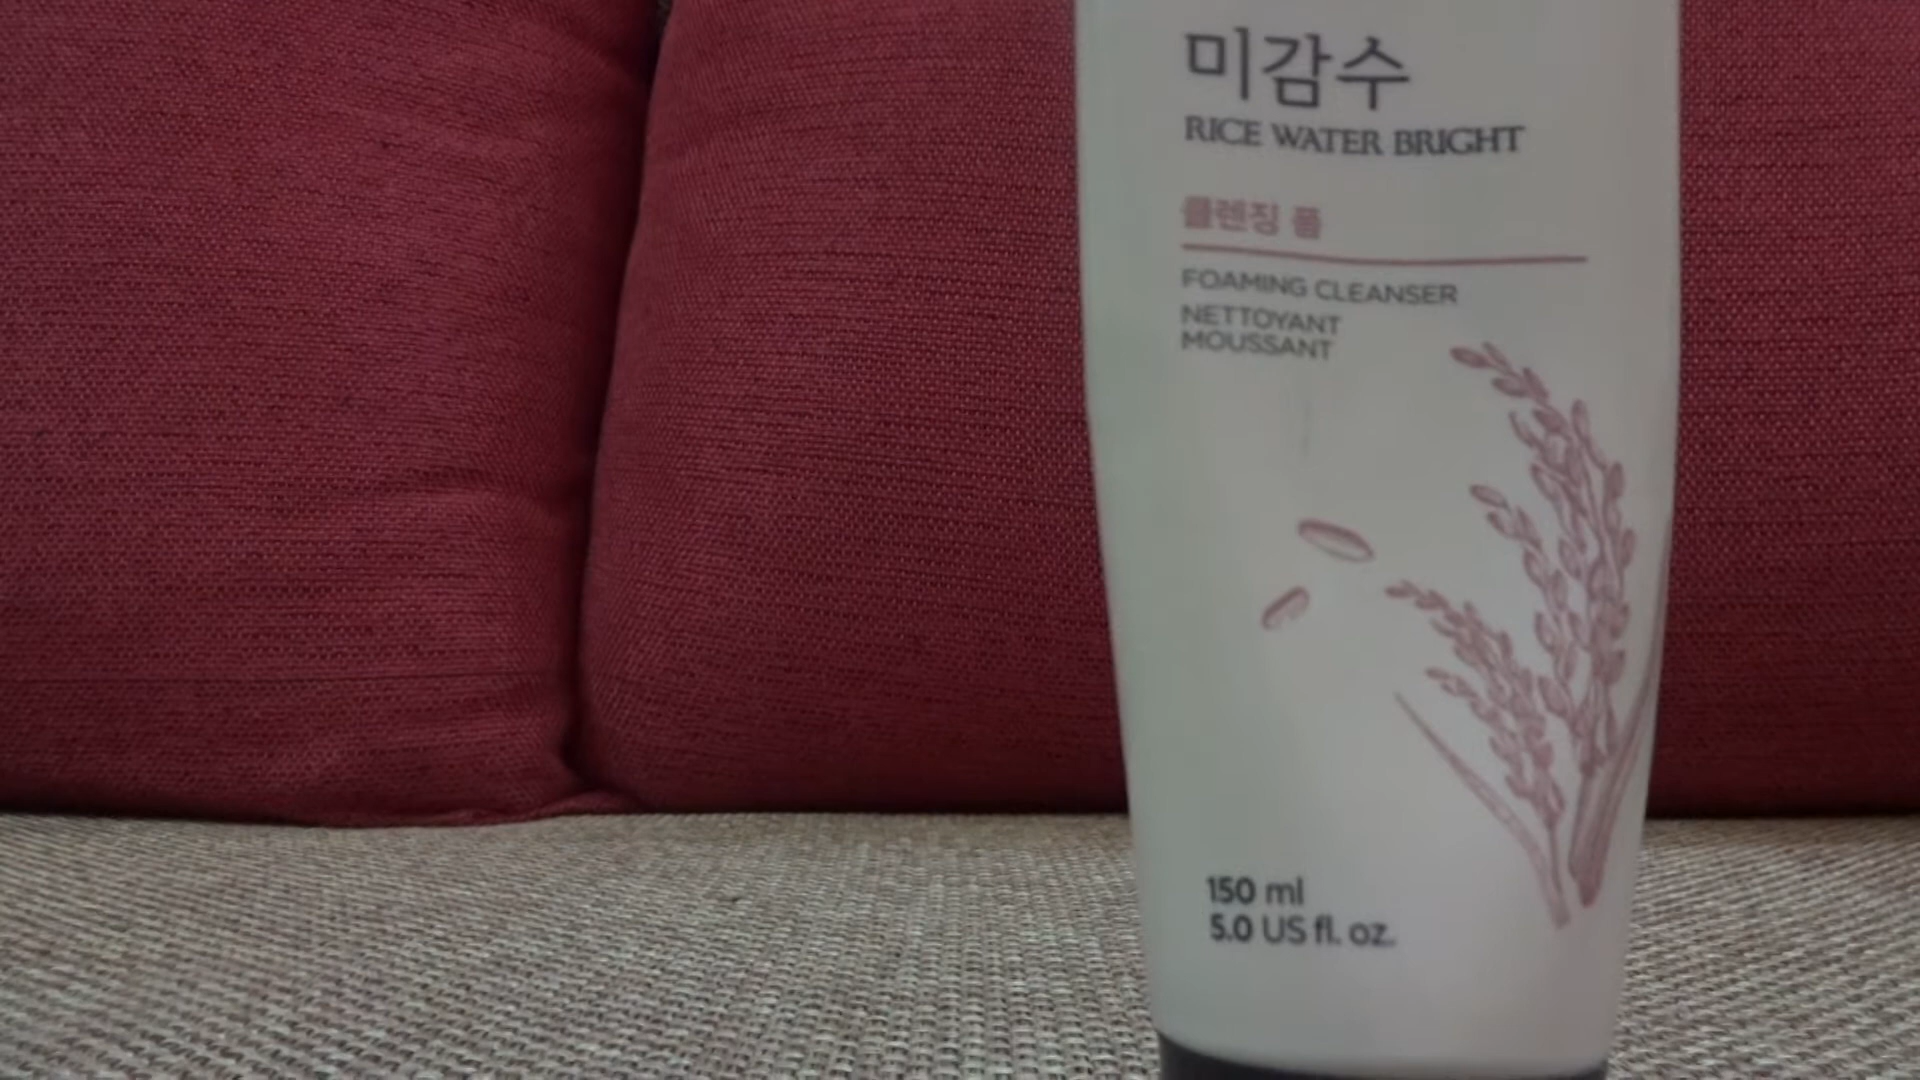 미감수
RICE WATER BRIGHT
클렌징 폼
FOAMING CLEANSER
NETTOYANT
MOUSSANT
150 ml
5.0 US fl. oz.